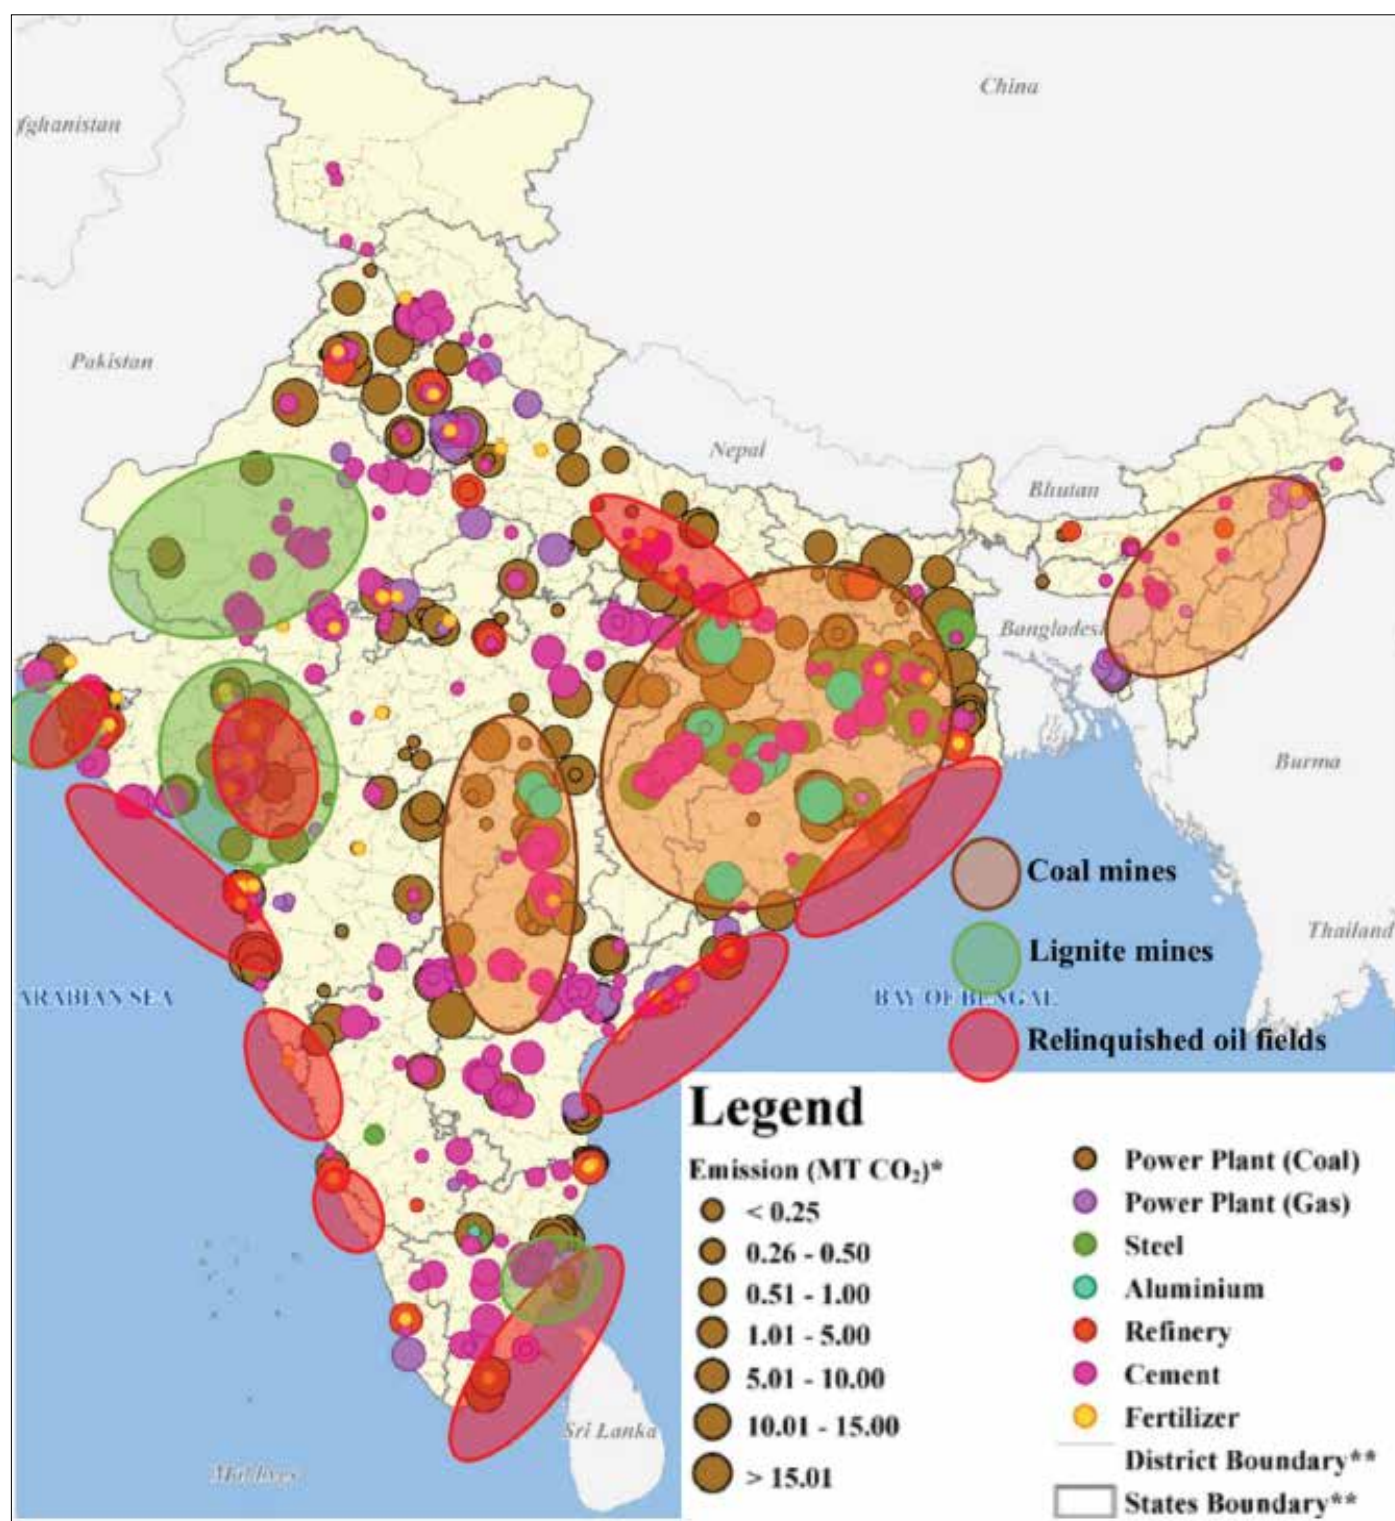 China
fghanistan
Pakistan
Nepal
Bhutan
Bangladesh
Burma
Coal mines
Thailand
Lignite mines
ARABIAN SEA
BAY OF BENGAL
Relinquished oil fields
Legend
Emission (MT CO₂)*
< 0.25
0.26 - 0.50
0.51 - 1.00
1.01 - 5.00
5.01 - 10.00
10.01 - 15.00
> 15.01
Power Plant (Coal)
Power Plant (Gas)
Steel
Aluminium
Refinery
Cement
Fertilizer
District Boundary**
States Boundary**
Sri Lanka
Maldives